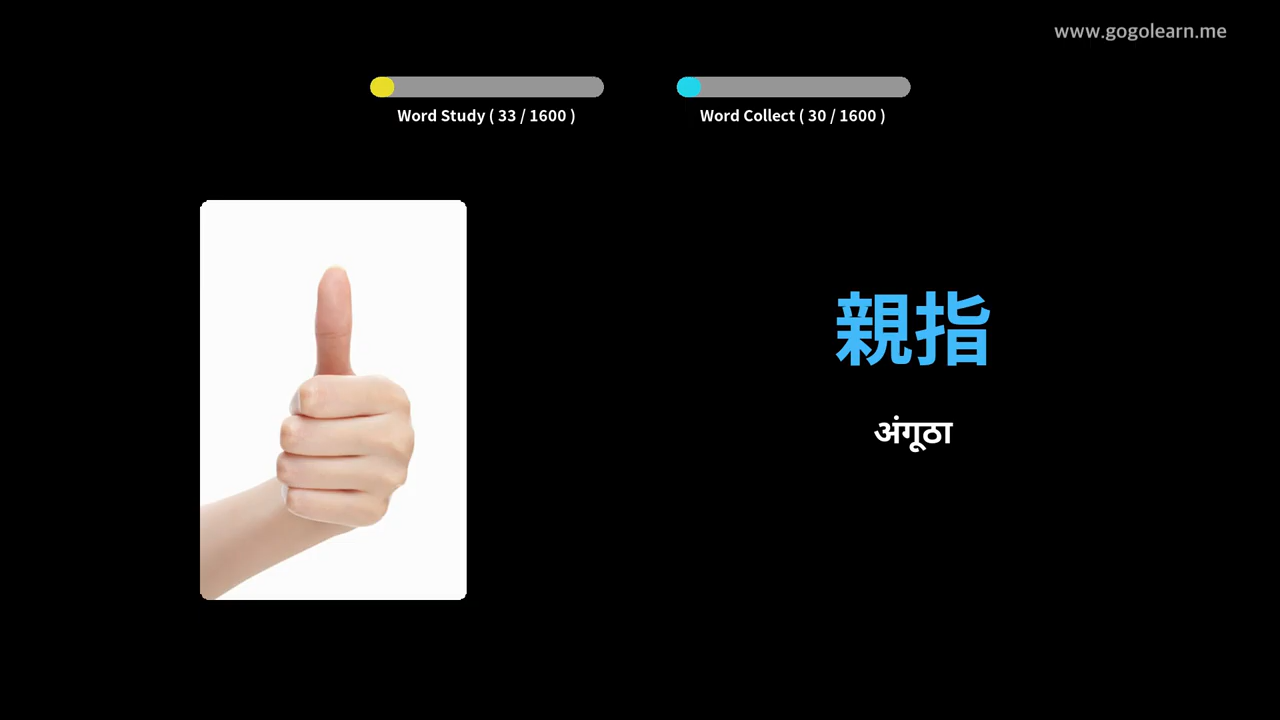 www.gogolearn.me
Word Study ( 33 / 1600 )
Word Collect ( 30 / 1600 )
親指
अंगूठा